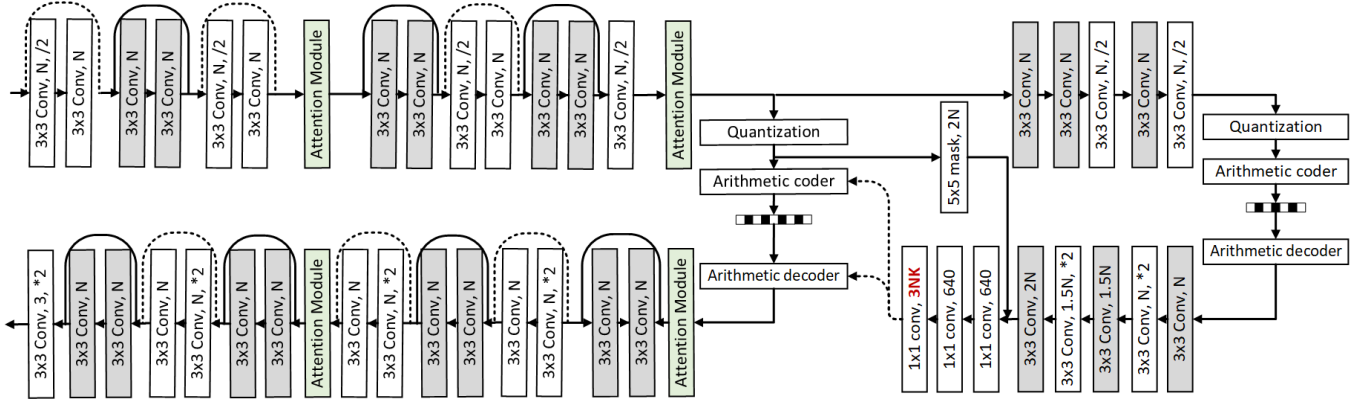 3x3 Conv, N, /2
3x3 Conv, N
3x3 Conv, N
3x3 Conv, N
3x3 Conv, N,/2
3x3 Conv, N
Attention Module
3x3 Conv, N
3x3 Conv, N
3x3 Conv, N,/2
3x3 Conv, N
3x3 Conv, N
3x3 Conv, N
3x3 Conv, N, /2
Attention Module
Quantization
Arithmetic coder
Arithmetic decoder
5x5 mask, 2N
3x3 Conv, N
3x3 Conv, N
3x3 Conv, N, /2
3x3 Conv, N
3x3 Conv, N, /2
Quantization
Arithmetic coder
Arithmetic decoder
3x3 Conv, 3, *2
3x3 Conv, N
3x3 Conv, N
3x3 Conv, N
3x3 Conv, N, *2
3x3 Conv, N
3x3 Conv, N
Attention Module
3x3 Conv, N
3x3 Conv, N, *2
3x3 Conv, N
3x3 Conv, N
3x3 Conv, N
3x3 Conv, N, *2
3x3 Conv, N
3x3 Conv, N
Attention Module
1x1 conv, 3NK
1x1 conv, 640
1x1 conv, 640
3x3 Conv, 2N
3x3 Conv, 1.5N, *2
3x3 Conv, 1.5N
3x3 Conv, N, *2
3x3 Conv, N